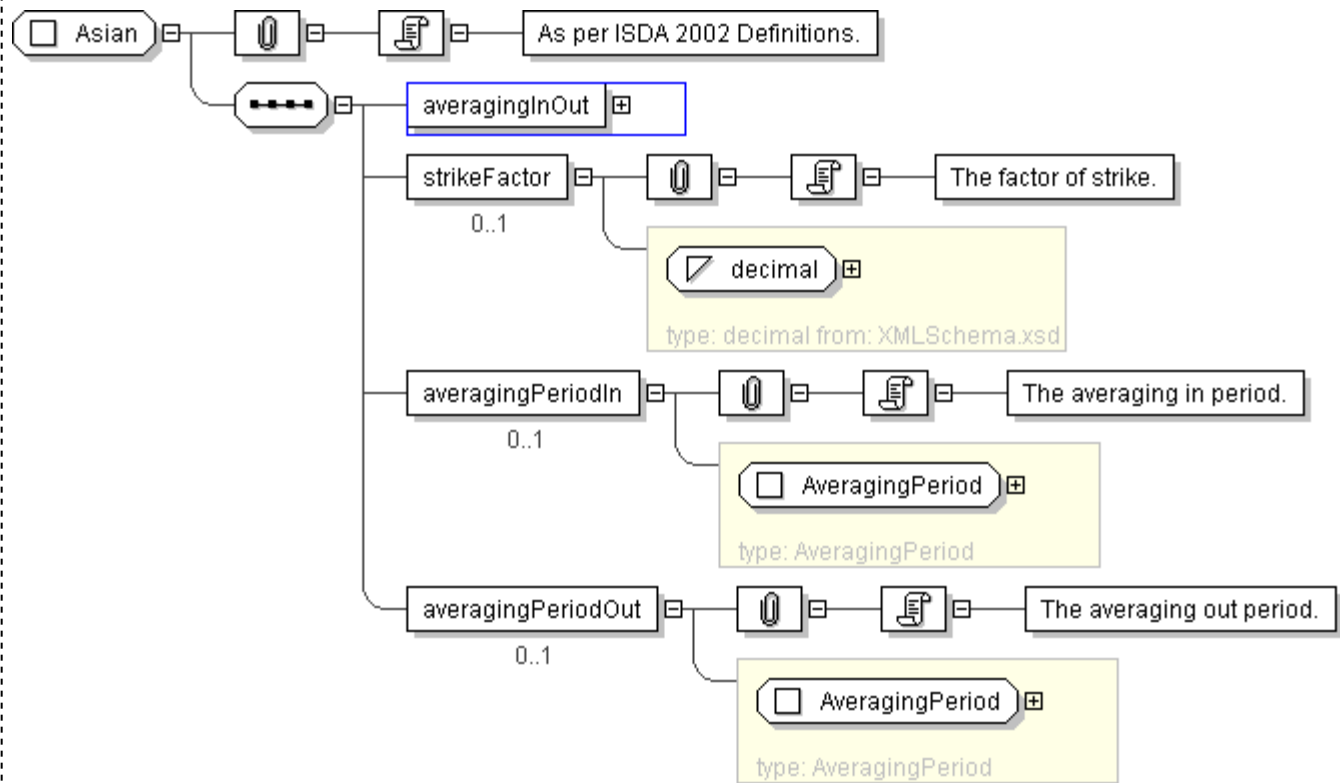 Asian
As per ISDA 2002 Definitions.
averagingInOut
strikeFactor
The factor of strike.
0..1
decimal
type: decimal from: XMLSchema.xsd
averagingPeriodIn
The averaging in period.
0..1
AveragingPeriod
type: AveragingPeriod
averagingPeriodOut
The averaging out period.
0..1
AveragingPeriod
type: AveragingPeriod